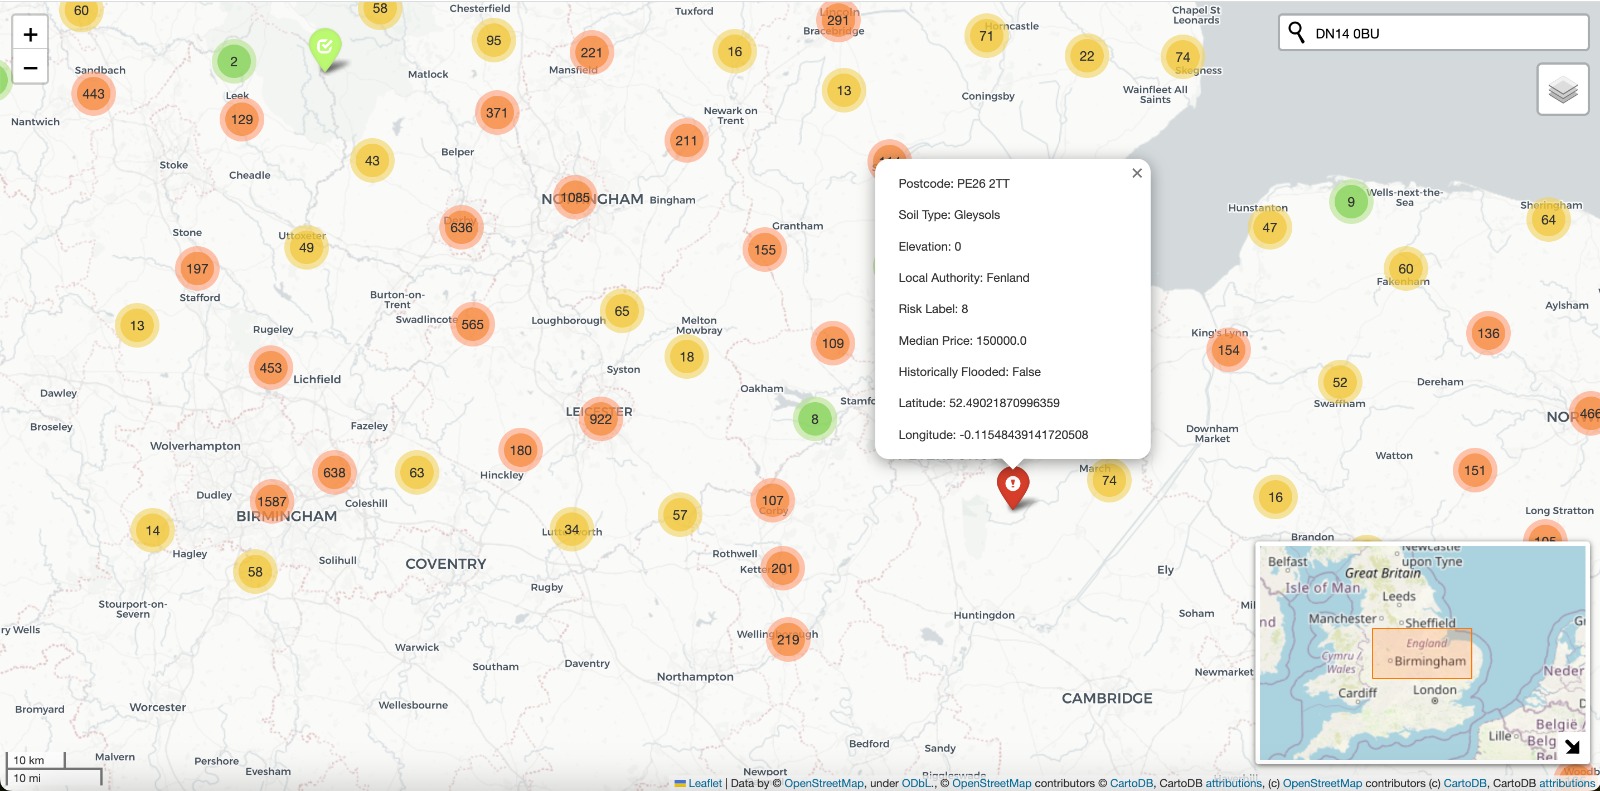 60
58
Chesterfield
Tuxford
Lincoln
291
Bracebridge
Horncastle
71
Chapel St
Leonards
+
−
DN14 0BU
2
95
221
Mansfield
16
22
74
Skegness
Sandbach
443
Leek
129
Matlock
371
13
Coningsby
Wainfleet All
Saints
Nantwich
Newark on
Trent
211
Stoke
43
Belper
Cheadle
1085
Bingham
Postcode: PE26 2TT
Soil Type: Gleysols
Elevation: 0
Local Authority: Fenland
Risk Label: 8
Median Price: 150000.0
Historically Flooded: False
Latitude: 52.49021870996359
Longitude: -0.11548439141720508
×
9
Wells-next-the-
Sea
Hunstanton
47
Sheringham
64
Stone
Uttoxeter
49
Derby
636
Grantham
155
197
Stafford
60
Fakenham
Burton-on-
Trent
Swadlincote
565
Loughborough
65
Melton
Mowbray
18
109
Aylsham
13
Rugeley
King's Lynn
154
136
453
Lichfield
Syston
Oakham
52
Swaffham
Dereham
Dawley
Broseley
Fazeley
LEICESTER
922
8
Stamfo
466
Downham
Market
Wolverhampton
180
Hinckley
638
63
Watton
151
March
74
Dudley
1587
BIRMINGHAM
Coleshill
107
Corby
16
14
57
34
Lutterworth
Long Stratton
105
Brandon
Hagley
58
Solihull
COVENTRY
Rothwell
201
Ely
Rugby
Stourport-on-
Severn
Huntingdon
Soham
219
Warwick
Southam
Daventry
Northampton
Newmarket
CAMBRIDGE
Bromyard
Worcester
Wellesbourne
Malvern
Pershore
Evesham
Bedford
Sandy
Newport
Biggleswade
10 km
10 mi
Newcastle
upon Tyne
Belfast
Great Britain
Isle of Man
Leeds
Manchester
Sheffield
England
Cymru /
Wales
Birmingham
Cardiff
London
Neder
België /
Belg
Lille
Leaflet | Data by © OpenStreetMap, under ODbL., © OpenStreetMap contributors © CartoDB, CartoDB attributions, (c) OpenStreetMap contributors (c) CartoDB, CartoDB attributions